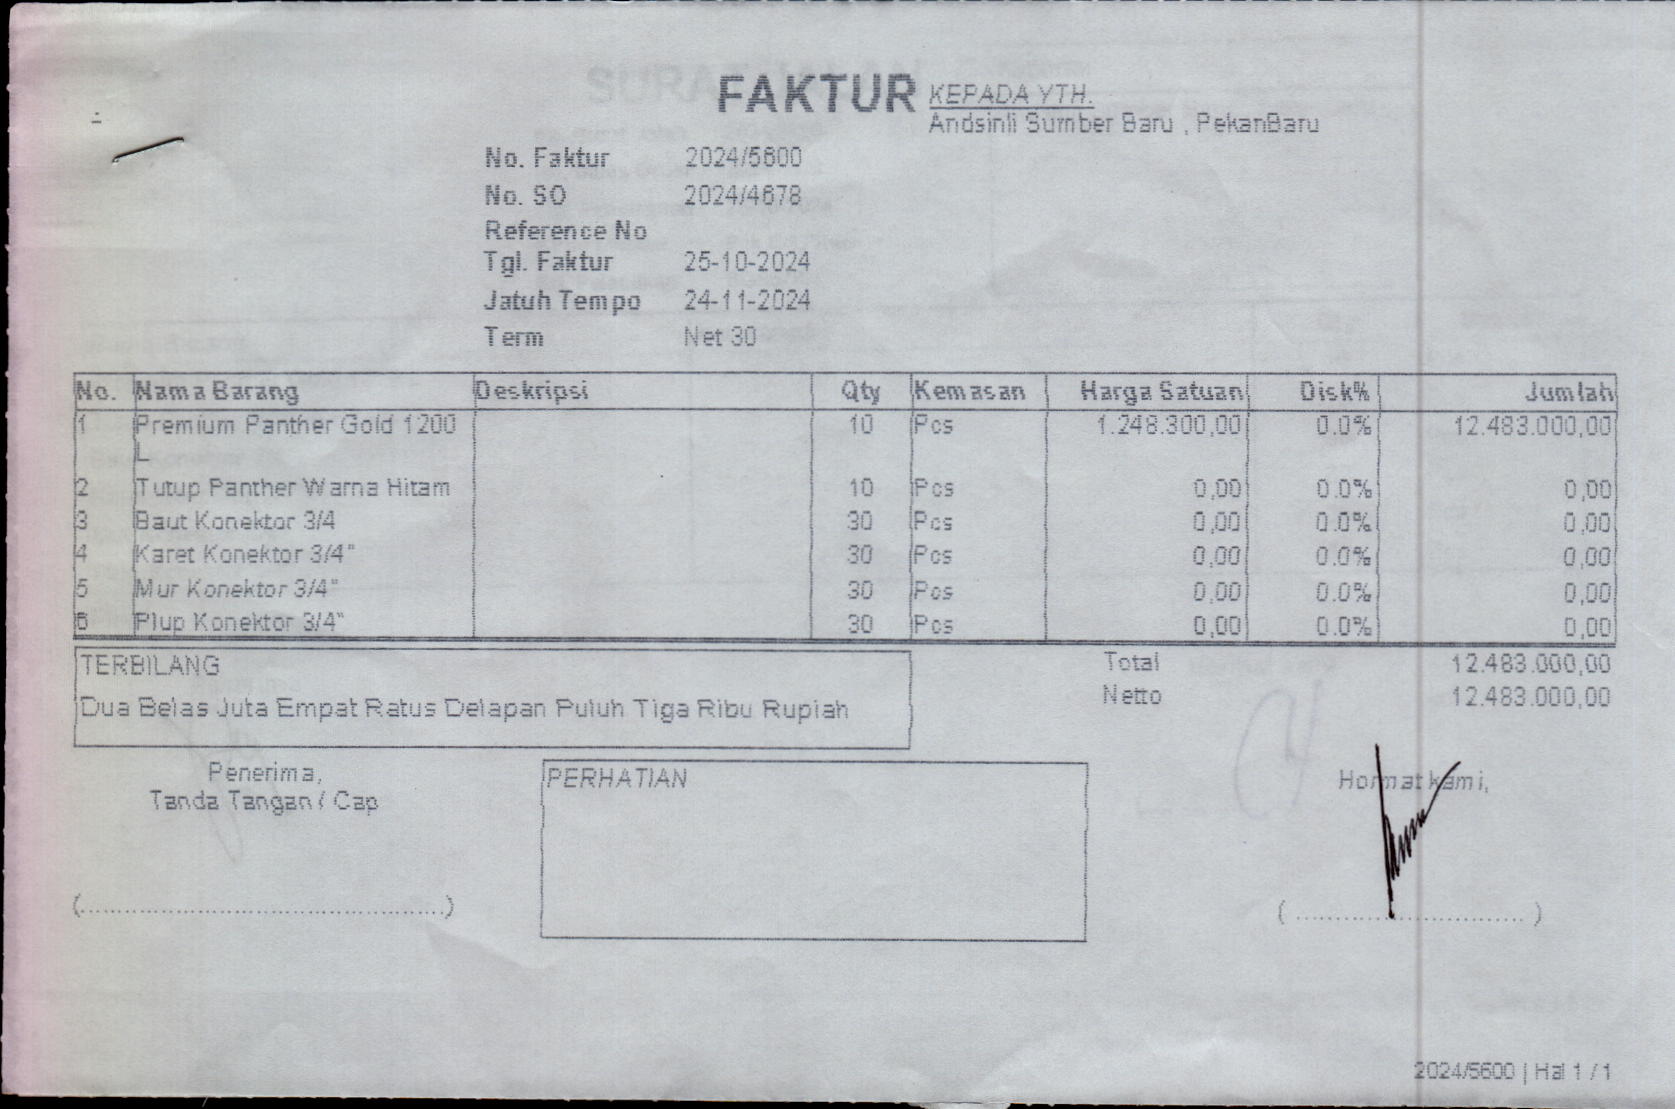 FAKTUR
KEPADA YTH.
Andsinli Sumber Baru , PekanBaru
No. Faktur 2024/5600
No. SO 2024/4678
Reference No
Tgl. Faktur 25-10-2024
Jatuh Tempo 24-11-2024
Term Net 30
No. Nama Barang Deskripsi Qty Kemasan Harga Satuan Disk% Jumlah
1 Premium Panther Gold 1200 10 Pcs 1.248.300,00 0.0% 12.483.000,00
L
2 Tutup Panther Warna Hitam 10 Pcs 0,00 0.0% 0,00
3 Baut Konektor 3/4 30 Pcs 0,00 0.0% 0,00
4 Karet Konektor 3/4" 30 Pcs 0,00 0.0% 0,00
5 Mur Konektor 3/4" 30 Pcs 0,00 0.0% 0,00
6 Plup Konektor 3/4" 30 Pcs 0,00 0.0% 0,00
TERBILANG
Dua Belas Juta Empat Ratus Delapan Puluh Tiga Ribu Rupiah
Total 12.483.000,00
Netto 12.483.000,00
Penerima,
Tanda Tangan / Cap
PERHATIAN
Hormat kami,
(................................................)
( .............................. )
2024/5600 | Hal 1 / 1